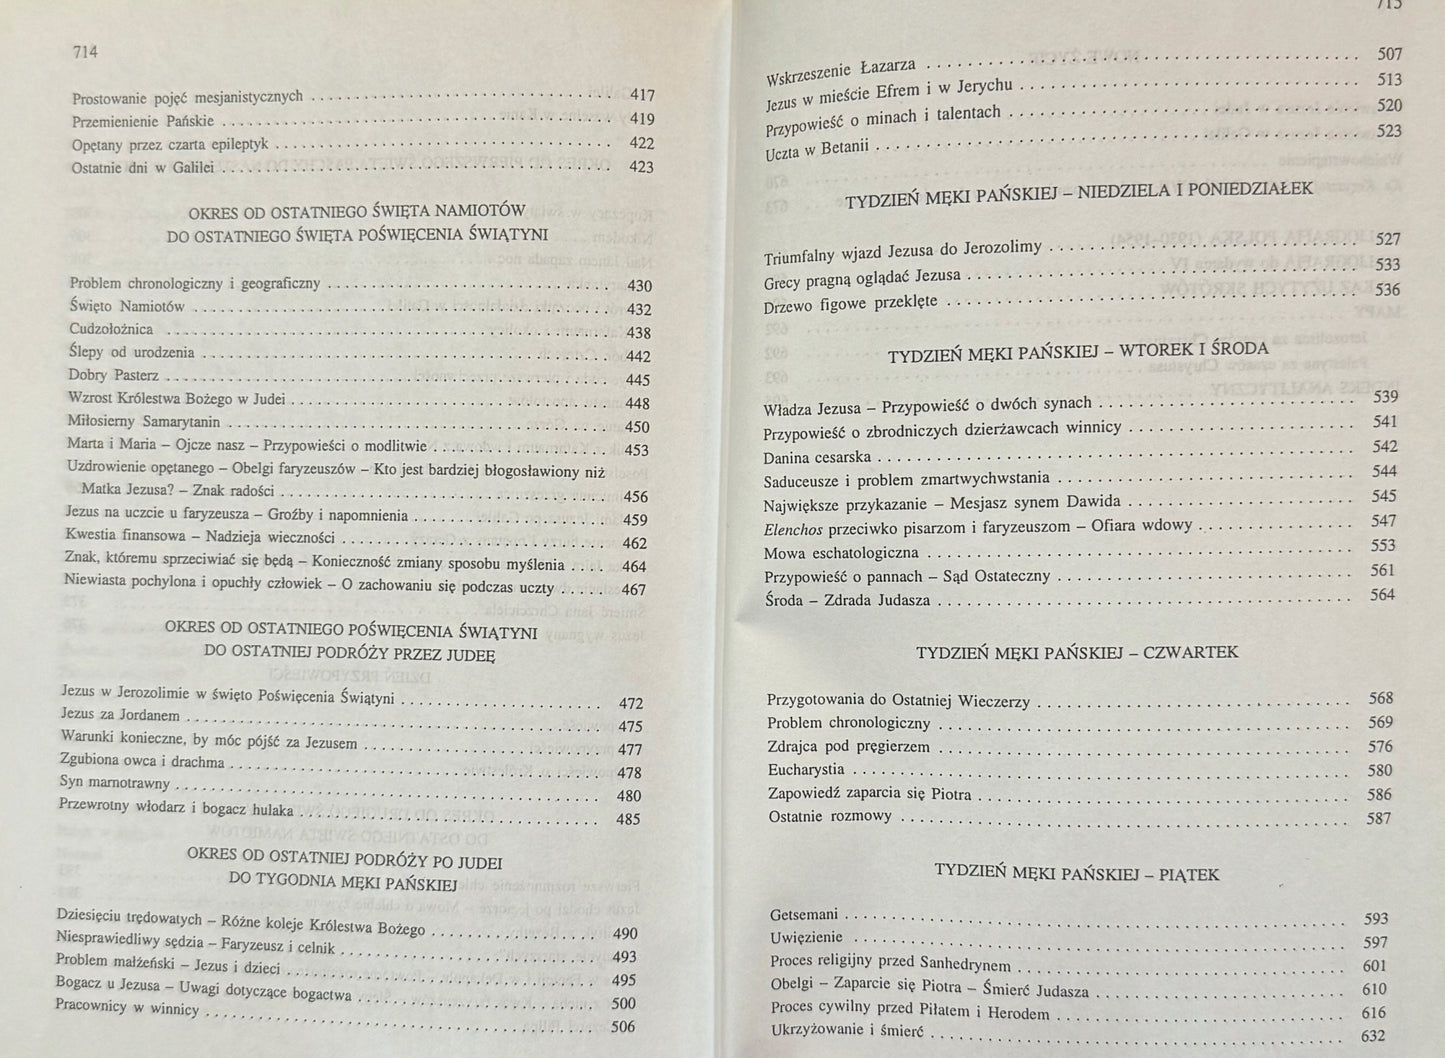 714
Prostowanie pojęć mesjanistycznych . . . . . . . . . . . . . . . . . . . . 417
Przemienienie Pańskie . . . . . . . . . . . . . . . . . . . . 419
Opętany przez czarta epileptyk . . . . . . . . . . . . . . . . . . . . 422
Ostatnie dni w Galilei . . . . . . . . . . . . . . . . . . . . 423
OKRES OD OSTATNIEGO ŚWIĘTA NAMIOTÓW
DO OSTATNIEGO ŚWIĘTA POŚWIĘCENIA ŚWIĄTYNI
Problem chronologiczny i geograficzny . . . . . . . . . . . . . . . . . . . . 430
Święto Namiotów . . . . . . . . . . . . . . . . . . . . 432
Cudzołożnica . . . . . . . . . . . . . . . . . . . . 438
Ślepy od urodzenia . . . . . . . . . . . . . . . . . . . . 442
Dobry Pasterz . . . . . . . . . . . . . . . . . . . . 445
Wzrost Królestwa Bożego w Judei . . . . . . . . . . . . . . . . . . . . 448
Miłosierny Samarytanin . . . . . . . . . . . . . . . . . . . . 450
Marta i Maria – Ojcze nasz – Przypowieści o modlitwie . . . . . . . . . . . . 453
Uzdrowienie opętanego – Obelgi faryzeuszów – Kto jest bardziej błogosławiony niż
Matka Jezusa? – Znak radości . . . . . . . . . . . . . . . . . . . . 456
Jezus na uczcie u faryzeusza – Groźby i napomnienia . . . . . . . . . . . . 459
Kwestia finansowa – Nadzieja wieczności . . . . . . . . . . . . . . . . 462
Znak, któremu sprzeciwiać się będą – Konieczność zmiany sposobu myślenia . . . . 464
Niewiasta pochylona i opuchły człowiek – O zachowaniu się podczas uczty . . . . . 467
OKRES OD OSTATNIEGO POŚWIĘCENIA ŚWIĄTYNI
DO OSTATNIEJ PODRÓŻY PRZEZ JUDEĘ
Jezus w Jerozolimie w święto Poświęcenia Świątyni . . . . . . . . . . . . . . 472
Jezus za Jordanem . . . . . . . . . . . . . . . . . . . . 475
Warunki konieczne, by móc pójść za Jezusem . . . . . . . . . . . . . . . . 477
Zgubiona owca i drachma . . . . . . . . . . . . . . . . . . . . 478
Syn marnotrawny . . . . . . . . . . . . . . . . . . . . 480
Przewrotny włodarz i bogacz hulaka . . . . . . . . . . . . . . . . . . . . 485
OKRES OD OSTATNIEJ PODRÓŻY PO JUDEI
DO TYGODNIA MĘKI PAŃSKIEJ
Dziesięciu trędowatych – Różne koleje Królestwa Bożego . . . . . . . . . . . . 490
Niesprawiedliwy sędzia – Faryzeusz i celnik . . . . . . . . . . . . . . . . 493
Problem małżeński – Jezus i dzieci . . . . . . . . . . . . . . . . . . . . 495
Bogacz u Jezusa – Uwagi dotyczące bogactwa . . . . . . . . . . . . . . . . 500
Pracownicy w winnicy . . . . . . . . . . . . . . . . . . . . 506
715
Wskrzeszenie Łazarza . . . . . . . . . . . . . . . . . . . . 507
Jezus w mieście Efrem i w Jerychu . . . . . . . . . . . . . . . . . . . . 513
Przypowieść o minach i talentach . . . . . . . . . . . . . . . . . . . . 520
Uczta w Betanii . . . . . . . . . . . . . . . . . . . . 523
TYDZIEŃ MĘKI PAŃSKIEJ – NIEDZIELA I PONIEDZIAŁEK
Triumfalny wjazd Jezusa do Jerozolimy . . . . . . . . . . . . . . . . . . . . 527
Grecy pragną oglądać Jezusa . . . . . . . . . . . . . . . . . . . . 533
Drzewo figowe przeklęte . . . . . . . . . . . . . . . . . . . . 536
TYDZIEŃ MĘKI PAŃSKIEJ – WTOREK I ŚRODA
Władza Jezusa – Przypowieść o dwóch synach . . . . . . . . . . . . . . . . 539
Przypowieść o zbrodniczych dzierżawcach winnicy . . . . . . . . . . . . . . 541
Danina cesarska . . . . . . . . . . . . . . . . . . . . 542
Saduceusze i problem zmartwychwstania . . . . . . . . . . . . . . . . . . . . 544
Największe przykazanie – Mesjasz synem Dawida . . . . . . . . . . . . . . 545
Elenchos przeciwko pisarzom i faryzeuszom – Ofiara wdowy . . . . . . . . . . 547
Mowa eschatologiczna . . . . . . . . . . . . . . . . . . . . 553
Przypowieść o pannach – Sąd Ostateczny . . . . . . . . . . . . . . . . . . . . 561
Środa – Zdrada Judasza . . . . . . . . . . . . . . . . . . . . 564
TYDZIEŃ MĘKI PAŃSKIEJ – CZWARTEK
Przygotowania do Ostatniej Wieczerzy . . . . . . . . . . . . . . . . . . . . 568
Problem chronologiczny . . . . . . . . . . . . . . . . . . . . 569
Zdrajca pod pręgierzem . . . . . . . . . . . . . . . . . . . . 576
Eucharystia . . . . . . . . . . . . . . . . . . . . 580
Zapowiedź zaparcia się Piotra . . . . . . . . . . . . . . . . . . . . 586
Ostatnie rozmowy . . . . . . . . . . . . . . . . . . . . 587
TYDZIEŃ MĘKI PAŃSKIEJ – PIĄTEK
Getsemani . . . . . . . . . . . . . . . . . . . . 593
Uwięzienie . . . . . . . . . . . . . . . . . . . . 597
Proces religijny przed Sanhedrynem . . . . . . . . . . . . . . . . . . . . 601
Obelgi – Zaparcie się Piotra – Śmierć Judasza . . . . . . . . . . . . . . . . 610
Proces cywilny przed Piłatem i Herodem . . . . . . . . . . . . . . . . . . . . 616
Ukrzyżowanie i śmierć . . . . . . . . . . . . . . . . . . . . 632